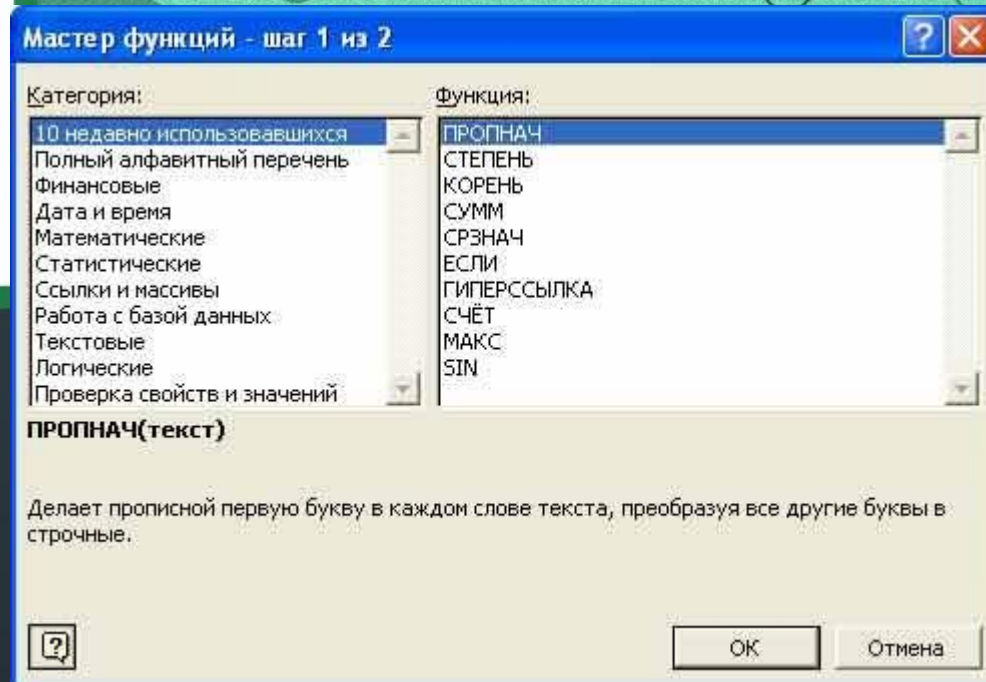 Мастер функций - шаг 1 из 2
Категория:
Функция:
10 недавно использовавшихся
Полный алфавитный перечень
Финансовые
Дата и время
Математические
Статистические
Ссылки и массивы
Работа с базой данных
Текстовые
Логические
Проверка свойств и значений
ПРОПНАЧ
СТЕПЕНЬ
КОРЕНЬ
СУММ
СРЗНАЧ
ЕСЛИ
ГИПЕРССЫЛКА
СЧЁТ
МАКС
SIN
ПРОПНАЧ(текст)
Делает прописной первую букву в каждом слове текста, преобразуя все другие буквы в
строчные.
ОК
Отмена